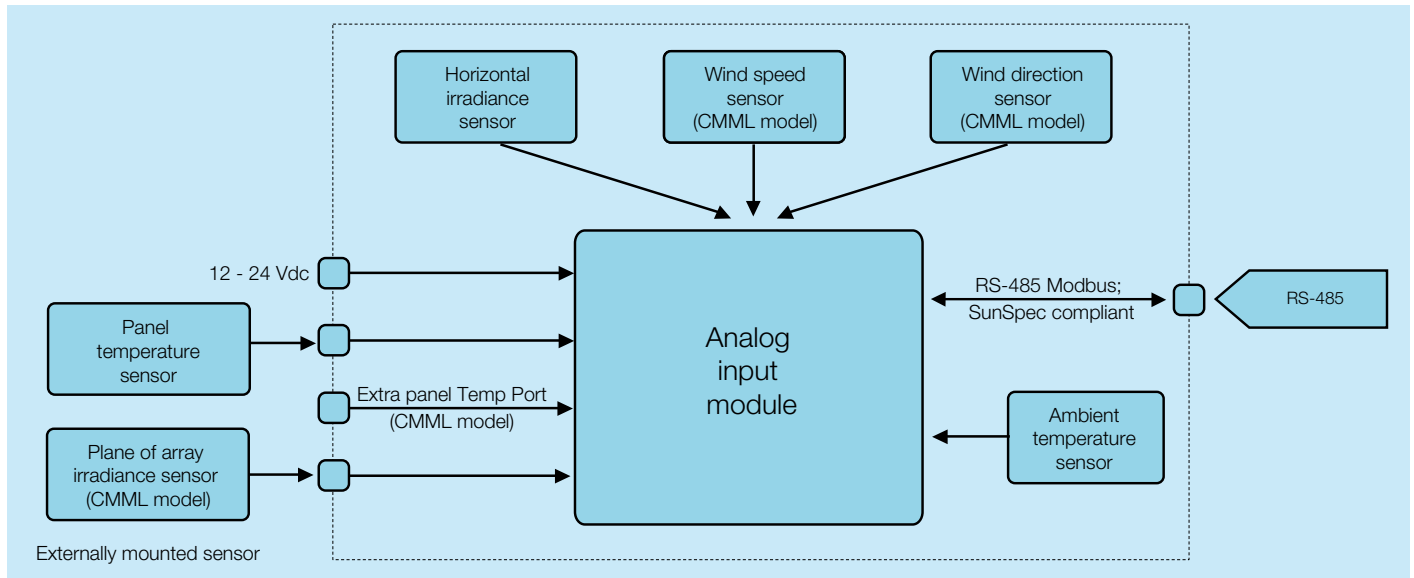 Horizontal
irradiance
sensor
Wind speed
sensor
(CMML model)
Wind direction
sensor
(CMML model)
12 - 24 Vdc
Panel
temperature
sensor
Extra panel Temp Port
(CMML model)
Plane of array
irradiance sensor
(CMML model)
Externally mounted sensor
Analog
input
module
RS-485 Modbus;
SunSpec compliant
RS-485
Ambient
temperature
sensor